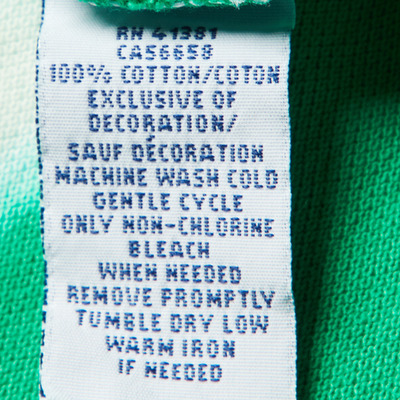 RN 41381
CA56658
100% COTTON/COTON
EXCLUSIVE OF
DECORATION/
SAUF DÉCORATION
MACHINE WASH COLD
GENTLE CYCLE
ONLY NON-CHLORINE
BLEACH
WHEN NEEDED
REMOVE PROMPTLY
TUMBLE DRY LOW
WARM IRON
IF NEEDED